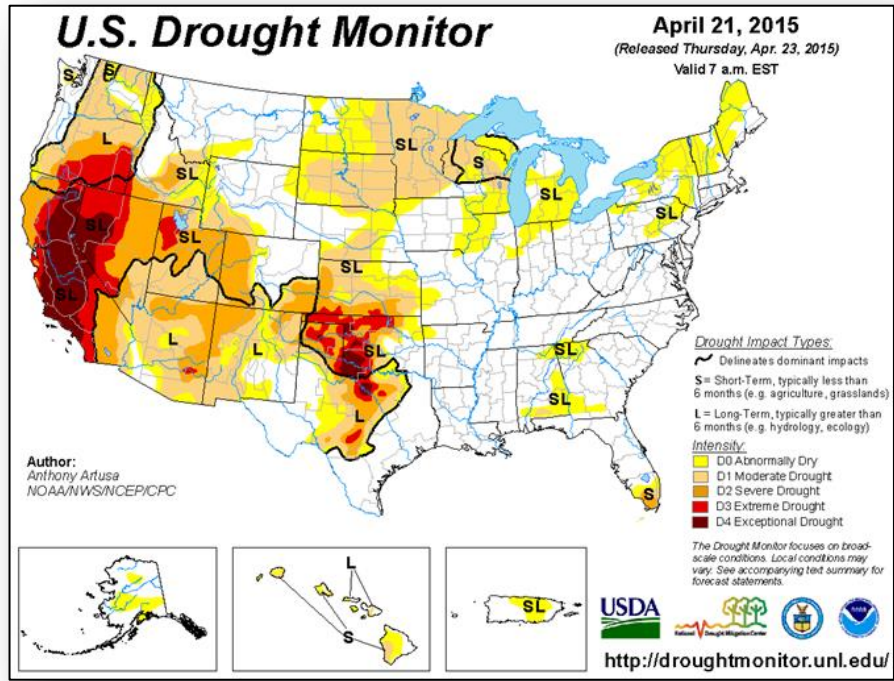 U.S. Drought Monitor
April 21, 2015
(Released Thursday, Apr. 23, 2015)
Valid 7 a.m. EST
S
S
L
SL
SL
S
SL
SL
SL
SL
SL
SL
L
L
SL
L
SL
SL
S
Drought Impact Types:
Delineates dominant impacts
S = Short-Term, typically less than
6 months (e.g. agriculture, grasslands)
L = Long-Term, typically greater than
6 months (e.g. hydrology, ecology)
Intensity:
D0 Abnormally Dry
D1 Moderate Drought
D2 Severe Drought
D3 Extreme Drought
D4 Exceptional Drought
Author:
Anthony Artusa
NOAA/NWS/NCEP/CPC
The Drought Monitor focuses on broad-
scale conditions. Local conditions may
vary. See accompanying text summary for
forecast statements.
L
S
SL
USDA
National Drought Mitigation Center
http://droughtmonitor.unl.edu/